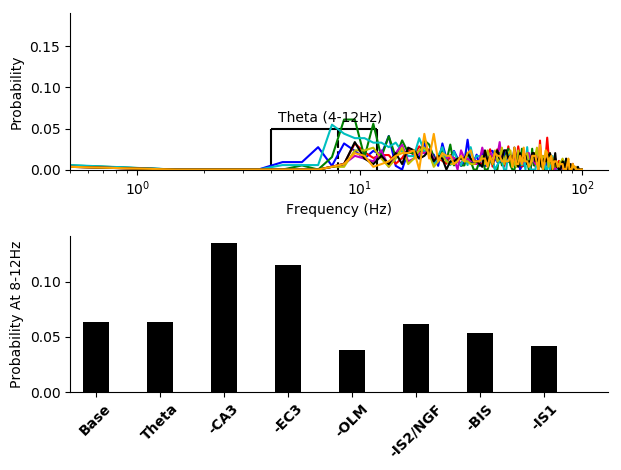 Probability
0.15
0.10
0.05
0.00
Theta (4-12Hz)
10⁰
10¹
10²
Frequency (Hz)
Probability At 8-12Hz
0.10
0.05
0.00
Base
Theta
-CA3
-EC3
-OLM
-IS2/NGF
-BIS
-IS1